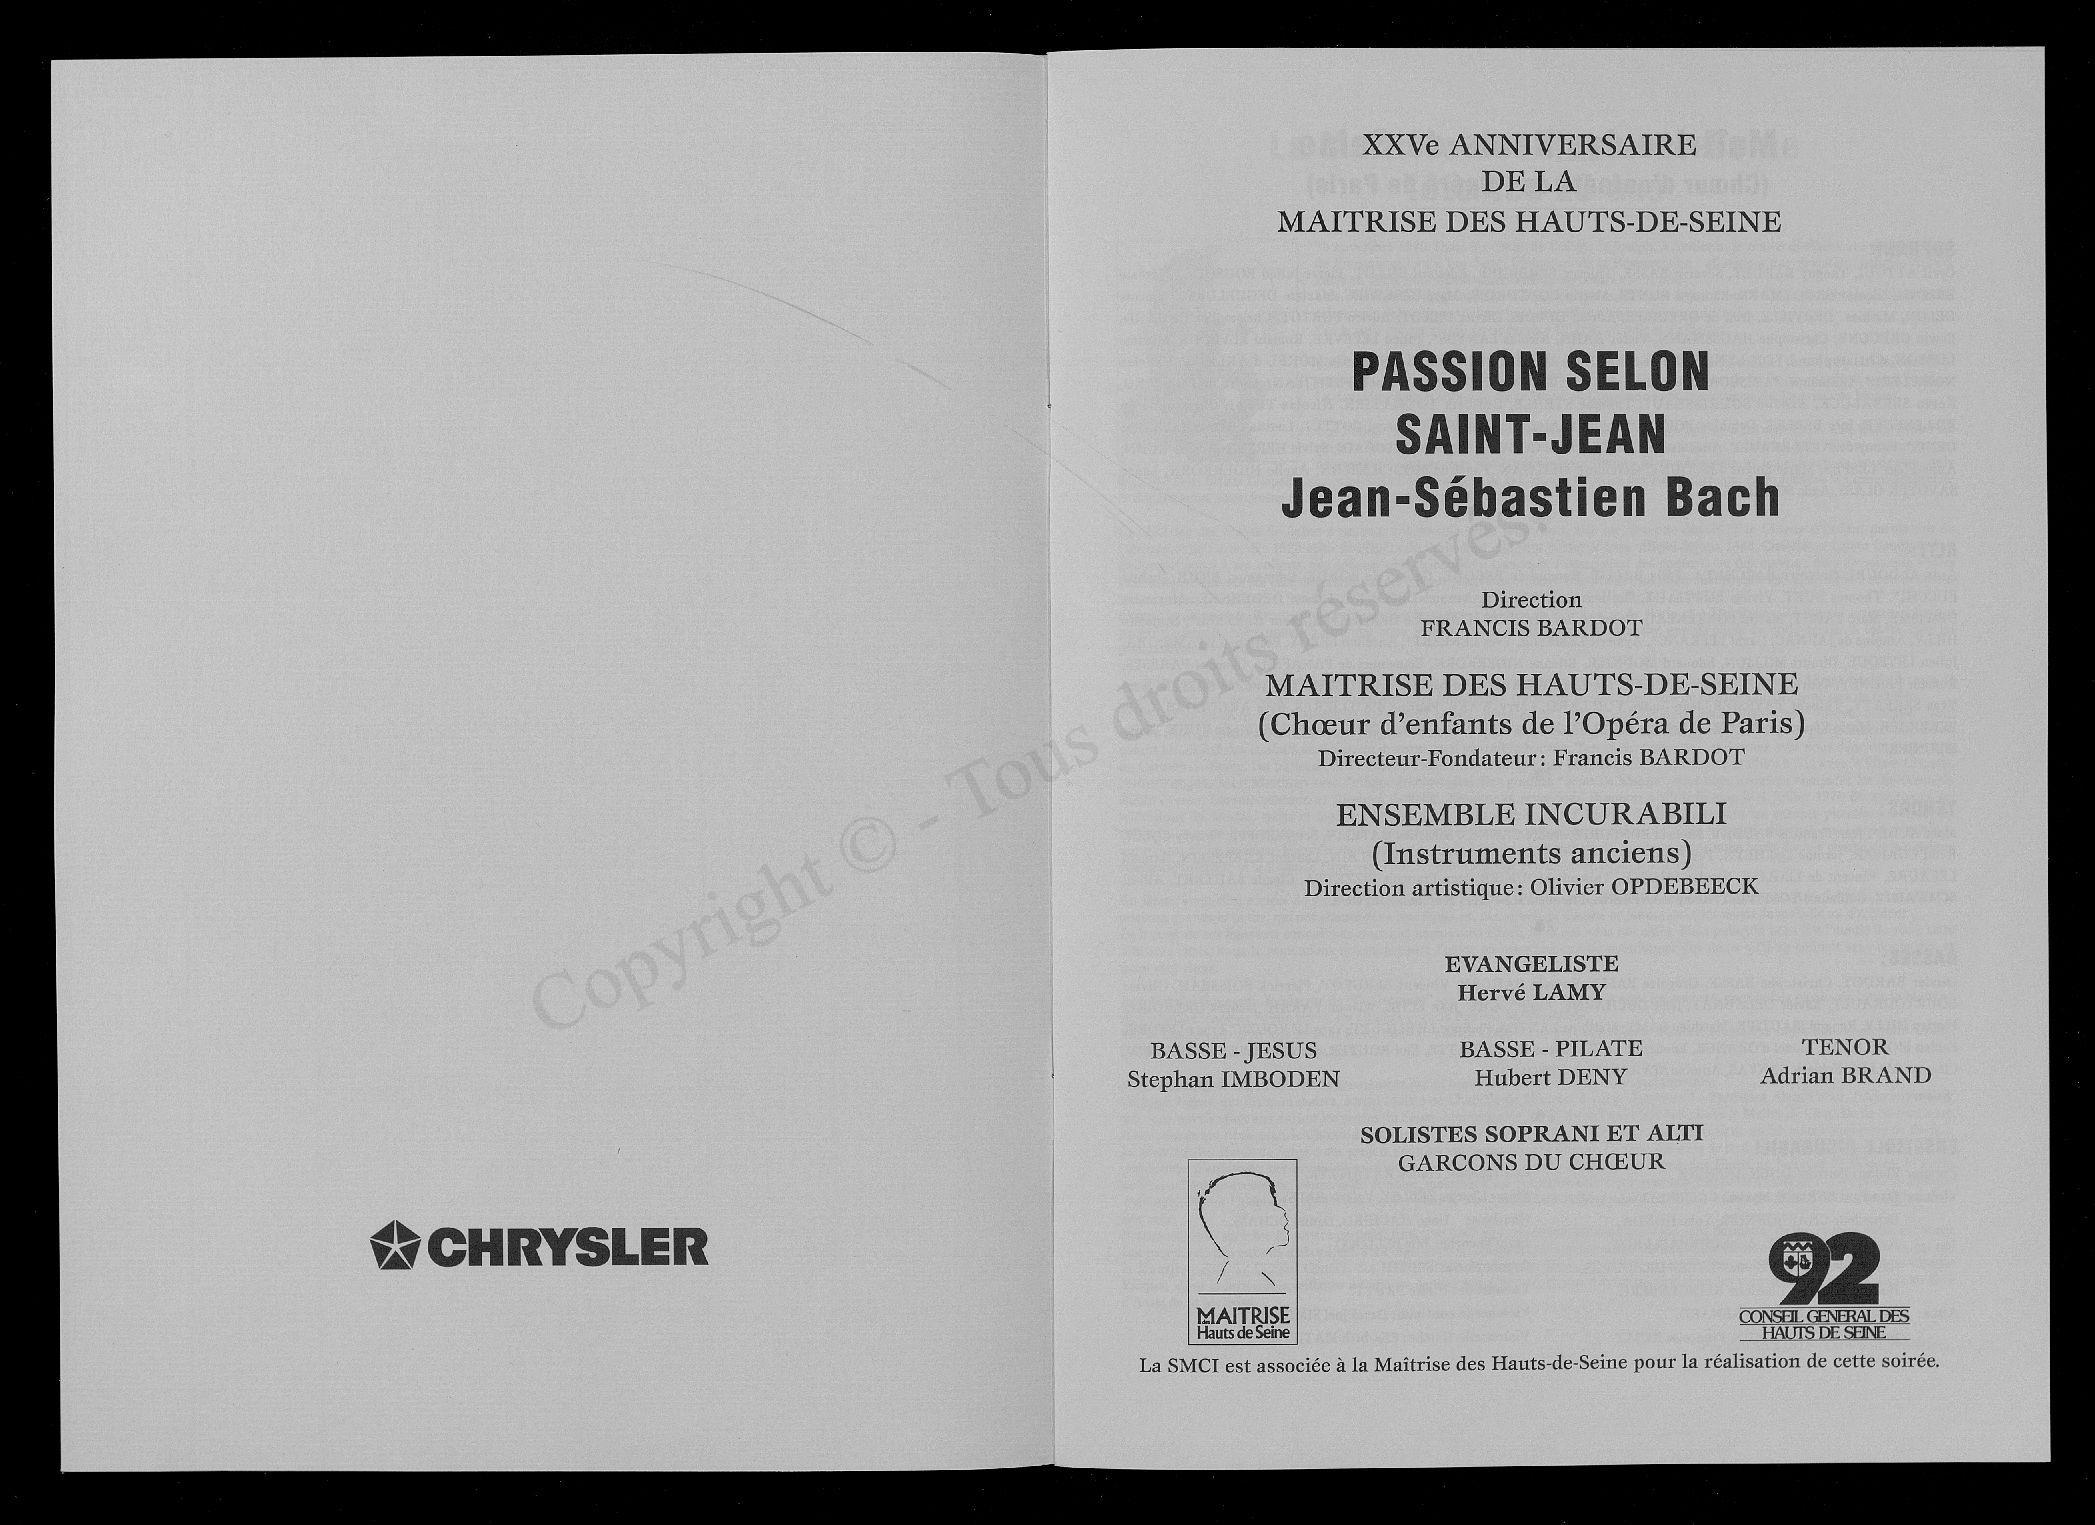 CHRYSLER
XXVe ANNIVERSAIRE
DE LA
MAITRISE DES HAUTS-DE-SEINE
PASSION SELON
SAINT-JEAN
Jean-Sébastien Bach
Direction
FRANCIS BARDOT
MAITRISE DES HAUTS-DE-SEINE
(Chœur d'enfants de l'Opéra de Paris)
Directeur-Fondateur: Francis BARDOT
ENSEMBLE INCURABILI
(Instruments anciens)
Direction artistique: Olivier OPDEBEECK
EVANGELISTE
Hervé LAMY
BASSE - JESUS
Stephan IMBODEN
BASSE - PILATE
Hubert DENY
TENOR
Adrian BRAND
SOLISTES SOPRANI ET ALTI
GARCONS DU CHŒUR
MAITRISE
Hauts de Seine
92
CONSEIL GENERAL DES
HAUTS DE SEINE
La SMCI est associée à la Maîtrise des Hauts-de-Seine pour la réalisation de cette soirée.
Copyright © - Tous droits réservés.